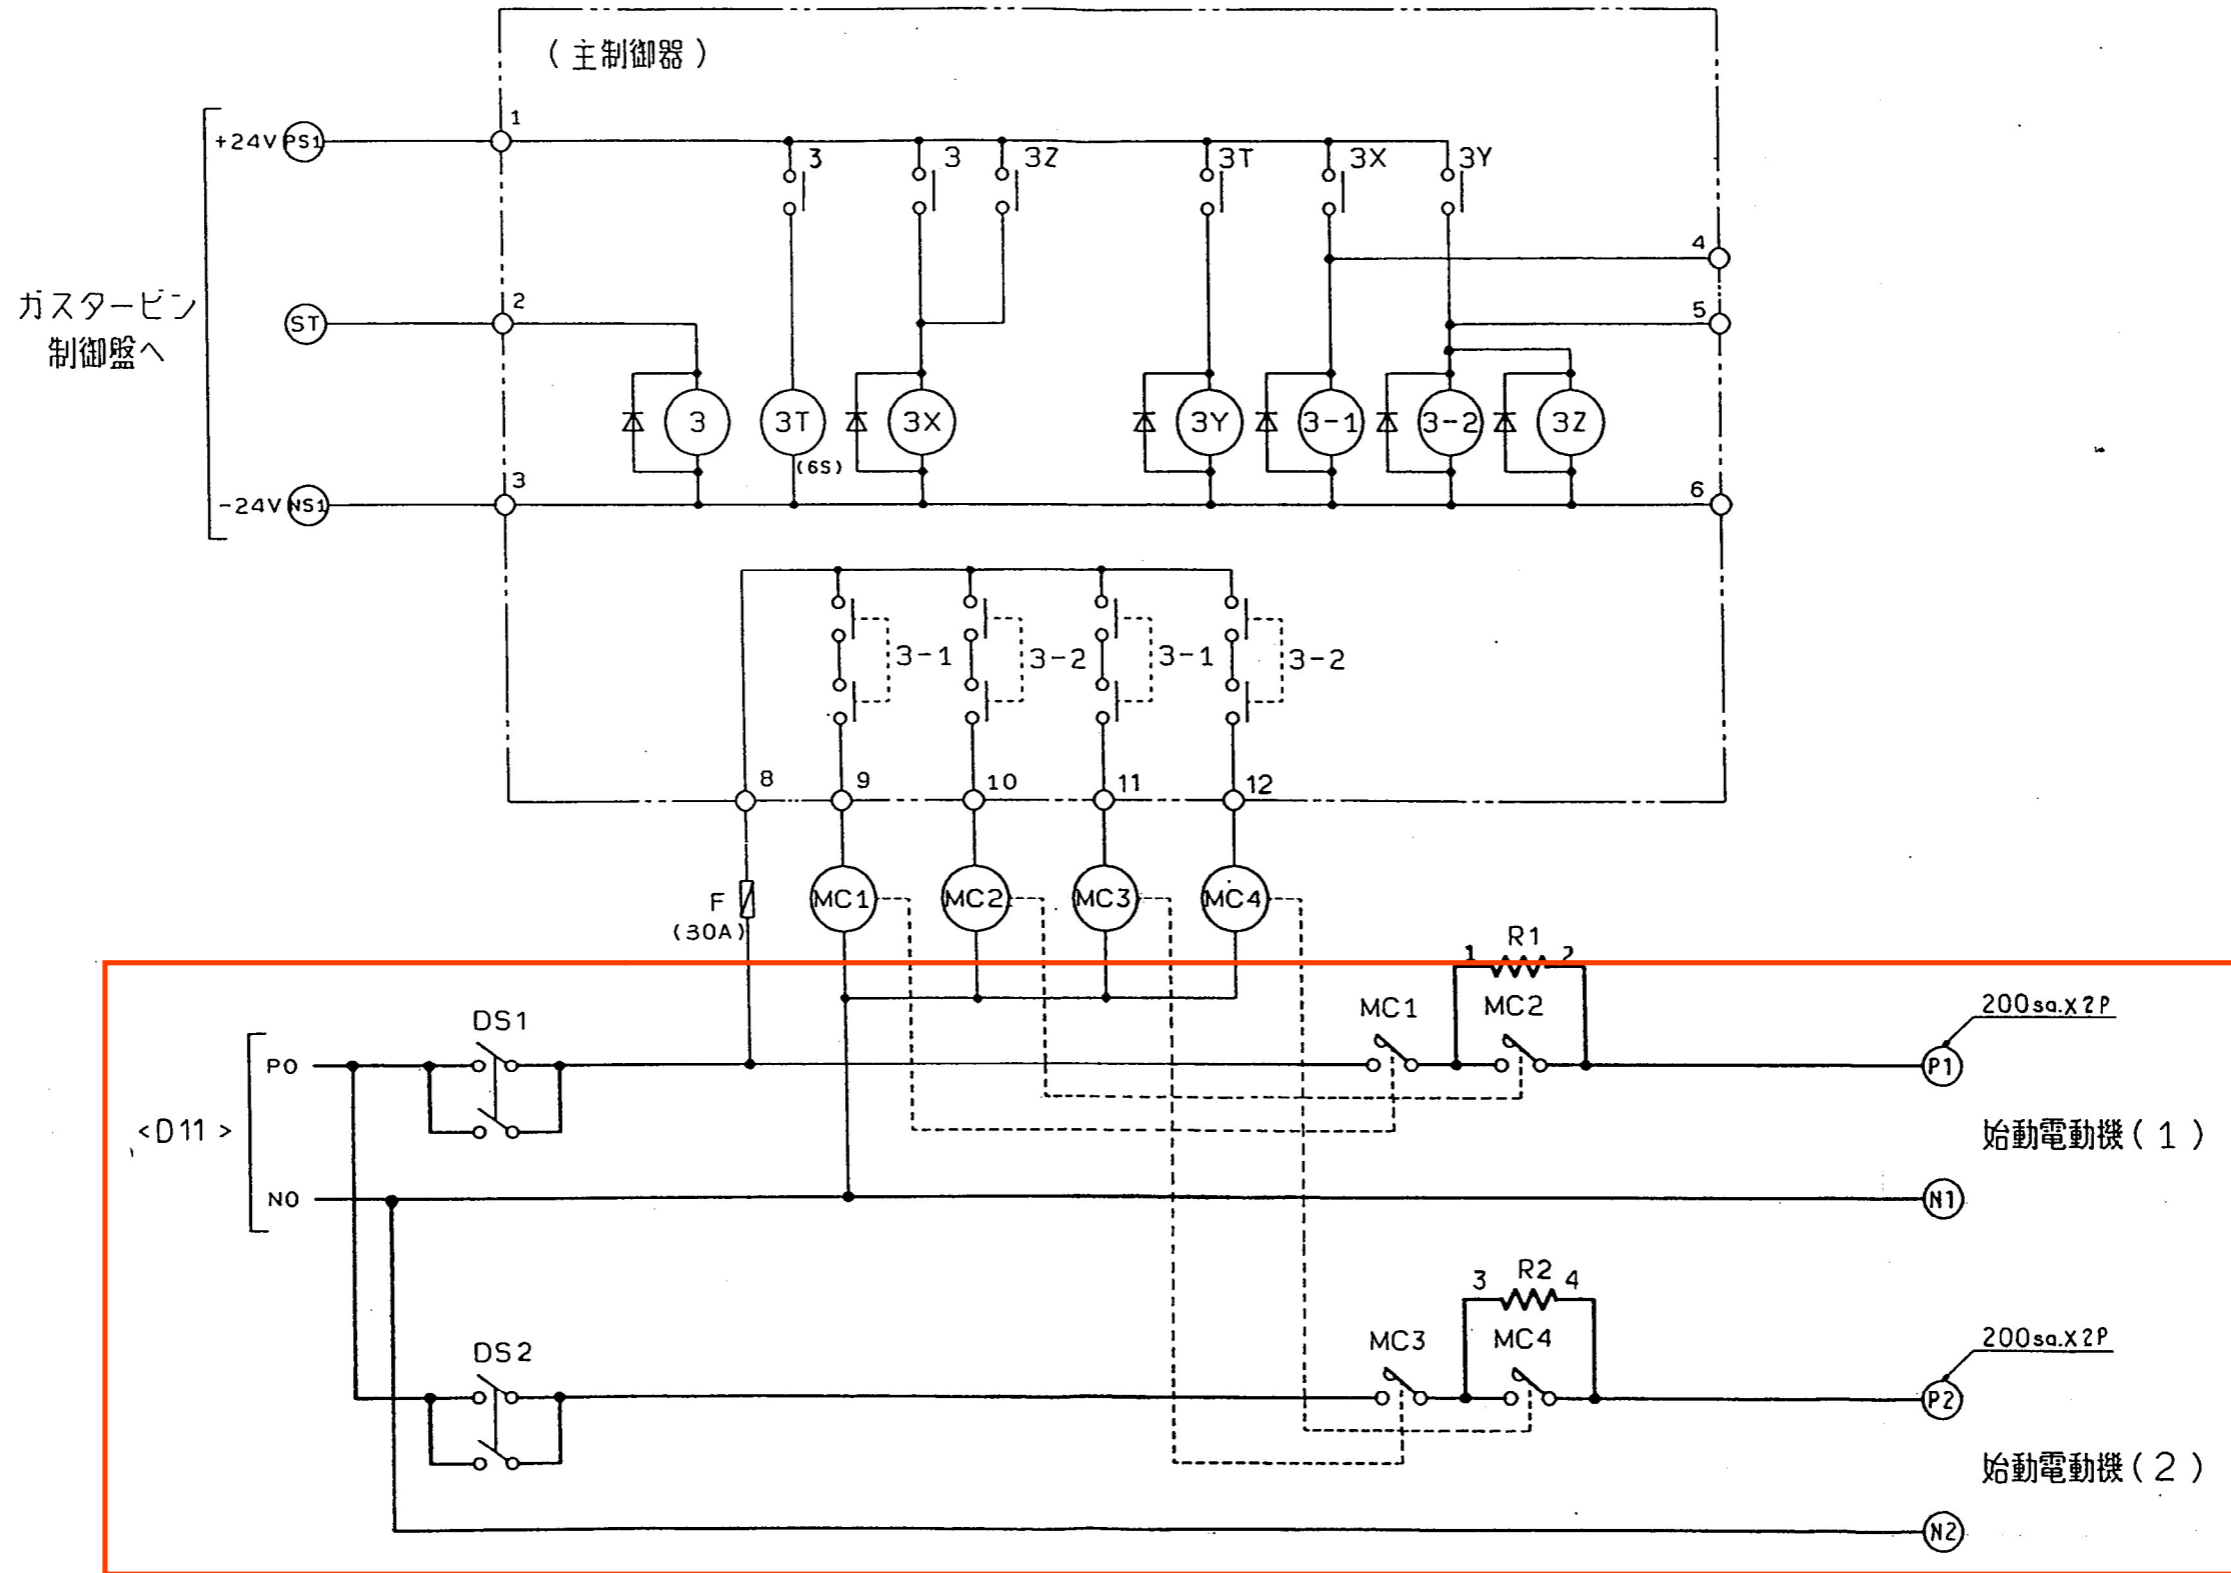 (主制御器)
1
+24V PS1
3
3
3Z
3T
3X
3Y
4
2
5
ガスタービン
制御盤へ
ST
3
3T
(6S)
3X
3Y
3-1
3-2
3Z
3
6
-24V NS1
3-1
3-2
3-1
3-2
8
9
10
11
12
F
(30A)
MC1
MC2
MC3
MC4
R1
1
2
DS1
MC1
MC2
200sq.X2P
P0
P1
<D11>
始動電動機(1)
N0
N1
R2
3
4
DS2
MC3
MC4
200sq.X2P
P2
始動電動機(2)
N2